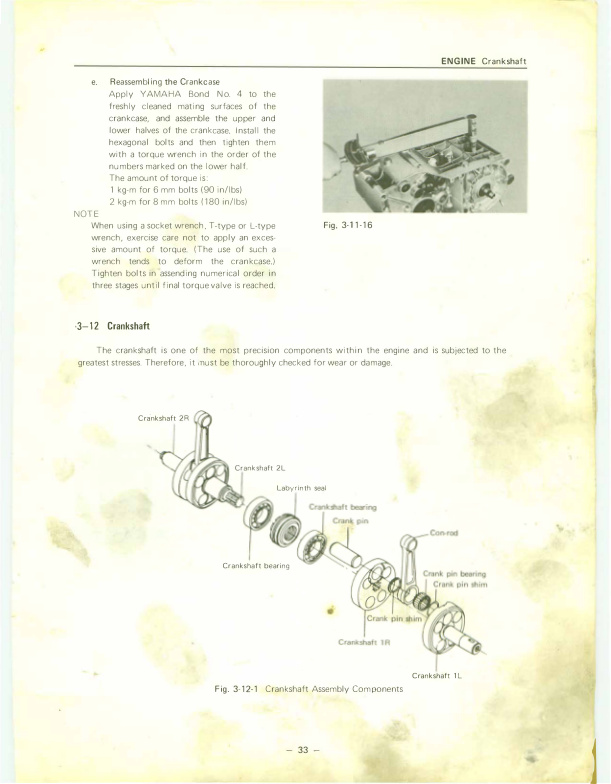 ENGINE Crankshaft
e. Reassembling the Crankcase
Apply YAMAHA Bond No. 4 to the
freshly cleaned mating surfaces of the
crankcase, and assemble the upper and
lower halves of the crankcase. Install the
hexagonal bolts and then tighten them
with a torque wrench in the order of the
numbers marked on the lower half.
The amount of torque is:
1 kg-m for 6 mm bolts (90 in/lbs)
2 kg-m for 8 mm bolts (180 in/lbs)
NOTE
When using a socket wrench, T-type or L-type
wrench, exercise care not to apply an exces-
sive amount of torque. (The use of such a
wrench tends to deform the crankcase.)
Tighten bolts in assending numerical order in
three stages until final torque valve is reached.
Fig. 3-11-16
3–12 Crankshaft
The crankshaft is one of the most precision components within the engine and is subjected to the
greatest stresses. Therefore, it must be thoroughly checked for wear or damage.
Crankshaft 2R
Crankshaft 2L
Labyrinth seal
Crankshaft bearing
Crank pin
Con-rod
Crankshaft bearing
Crank pin bearing
Crank pin shim
Crank pin shim
Crankshaft 1R
Crankshaft 1L
Fig. 3-12-1 Crankshaft Assembly Components
– 33 –